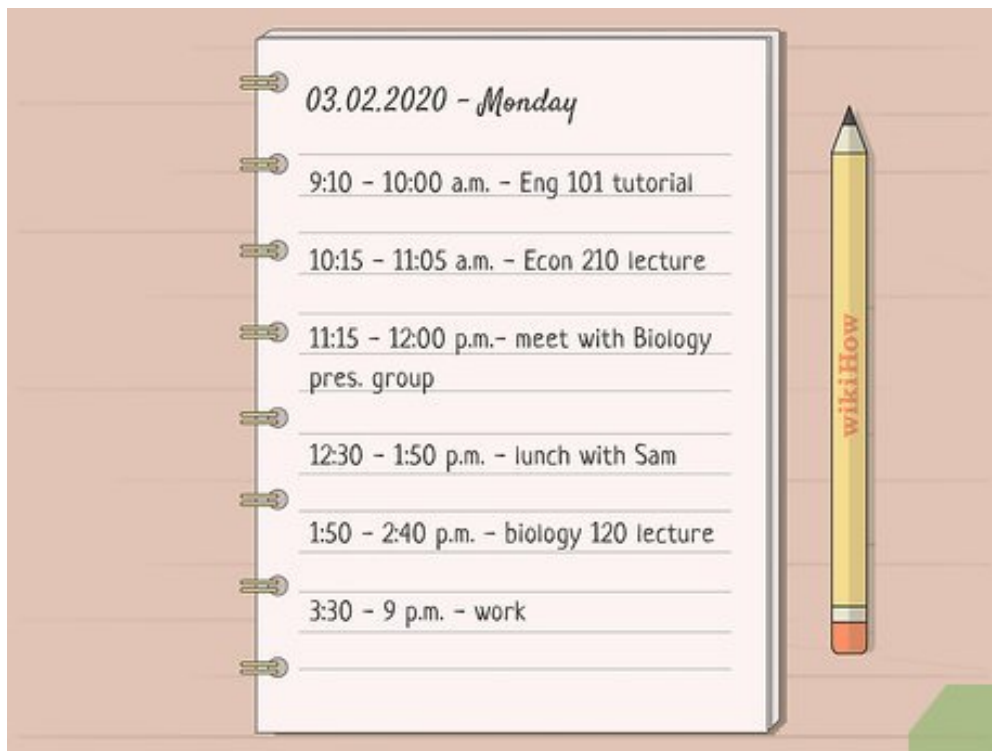 03.02.2020 - Monday
9:10 - 10:00 a.m. - Eng 101 tutorial
10:15 - 11:05 a.m. - Econ 210 lecture
11:15 - 12:00 p.m.- meet with Biology
pres. group
12:30 - 1:50 p.m. - lunch with Sam
1:50 - 2:40 p.m. - biology 120 lecture
3:30 - 9 p.m. - work
wikiHow